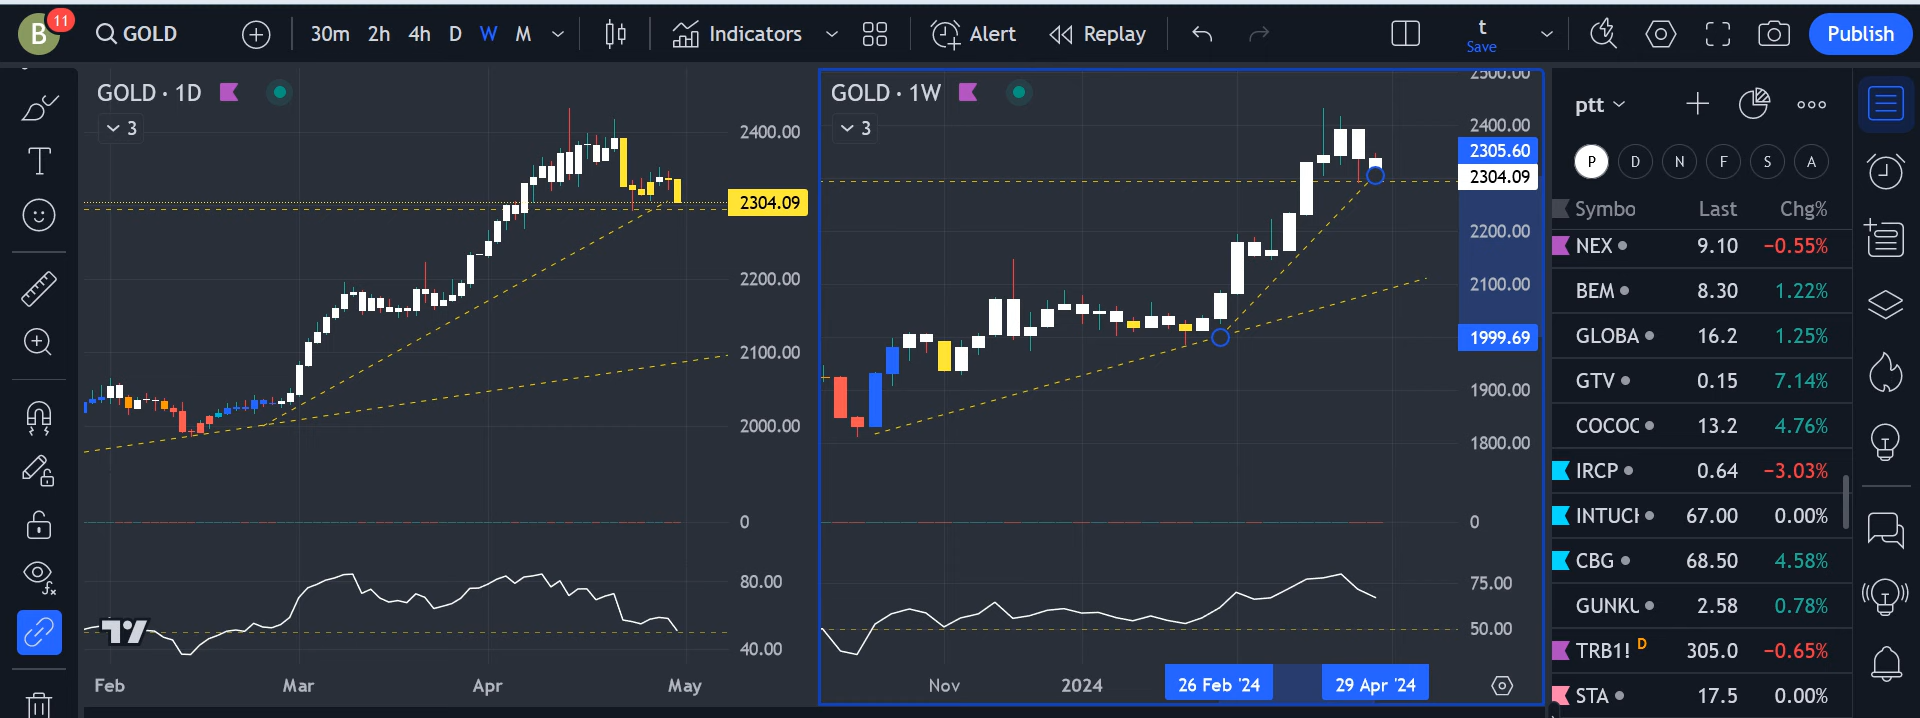 B 11 GOLD 30m 2h 4h D W M Indicators Alert Replay t Save Publish
GOLD · 1D
3
2400.00
2304.09
2200.00
2100.00
2000.00
0
80.00
40.00
Feb Mar Apr May
GOLD · 1W
3
2500.00
2400.00
2305.60
2304.09
2200.00
2100.00
1999.69
1900.00
1800.00
0
75.00
50.00
Nov 2024 26 Feb '24 29 Apr '24
ptt
P D N F S A
Symbo Last Chg%
NEX 9.10 −0.55%
BEM 8.30 1.22%
GLOBA 16.2 1.25%
GTV 0.15 7.14%
COCOC 13.2 4.76%
IRCP 0.64 −3.03%
INTUCH 67.00 0.00%
CBG 68.50 4.58%
GUNKU 2.58 0.78%
TRB1! D 305.0 −0.65%
STA 17.5 0.00%